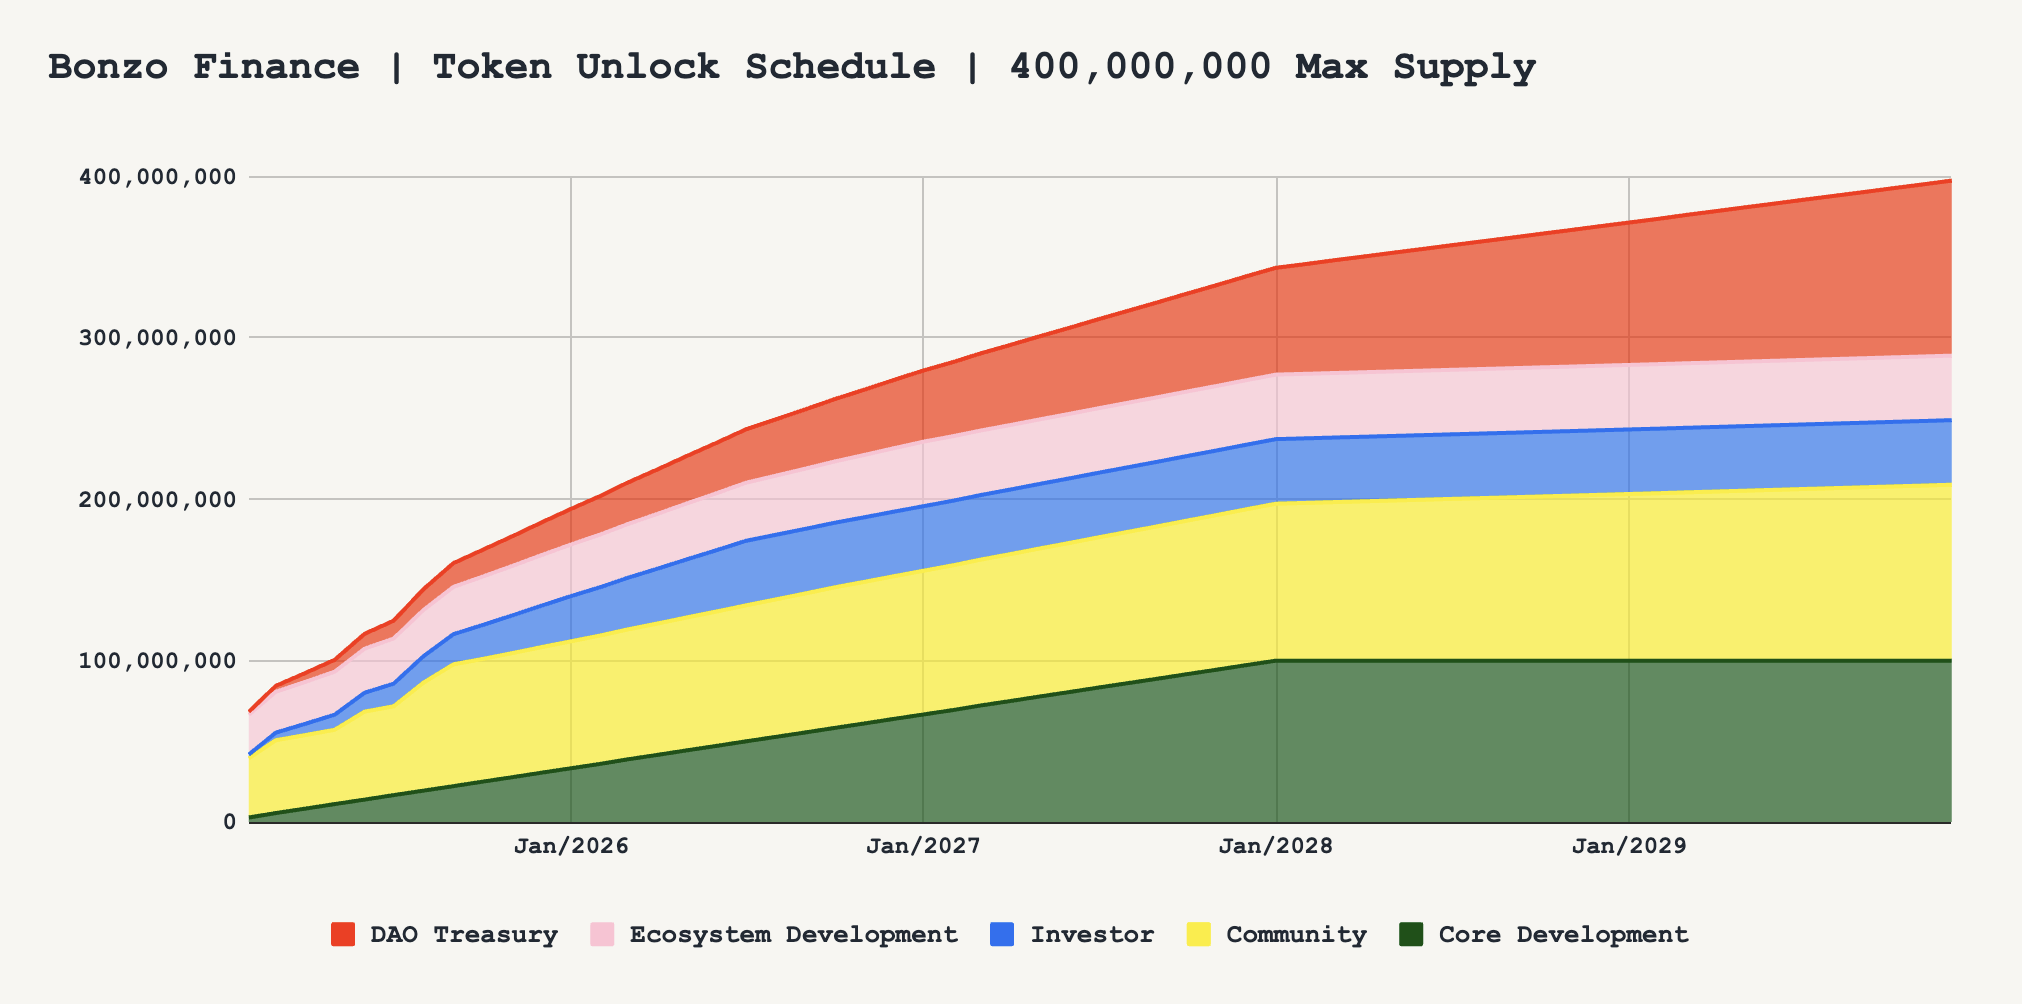 Bonzo Finance | Token Unlock Schedule | 400,000,000 Max Supply
400,000,000
300,000,000
200,000,000
100,000,000
0
Jan/2026 Jan/2027 Jan/2028 Jan/2029
DAO Treasury Ecosystem Development Investor Community Core Development